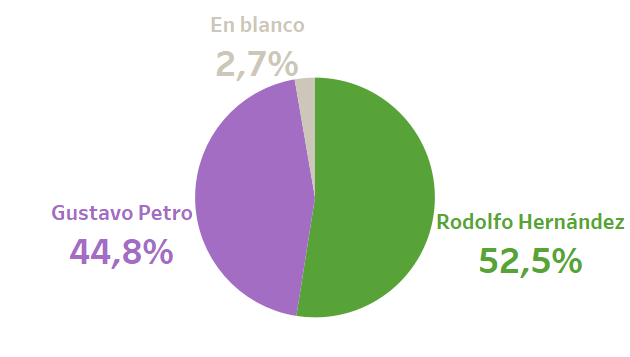 En blanco
2,7%
Gustavo Petro
44,8%
Rodolfo Hernández
52,5%